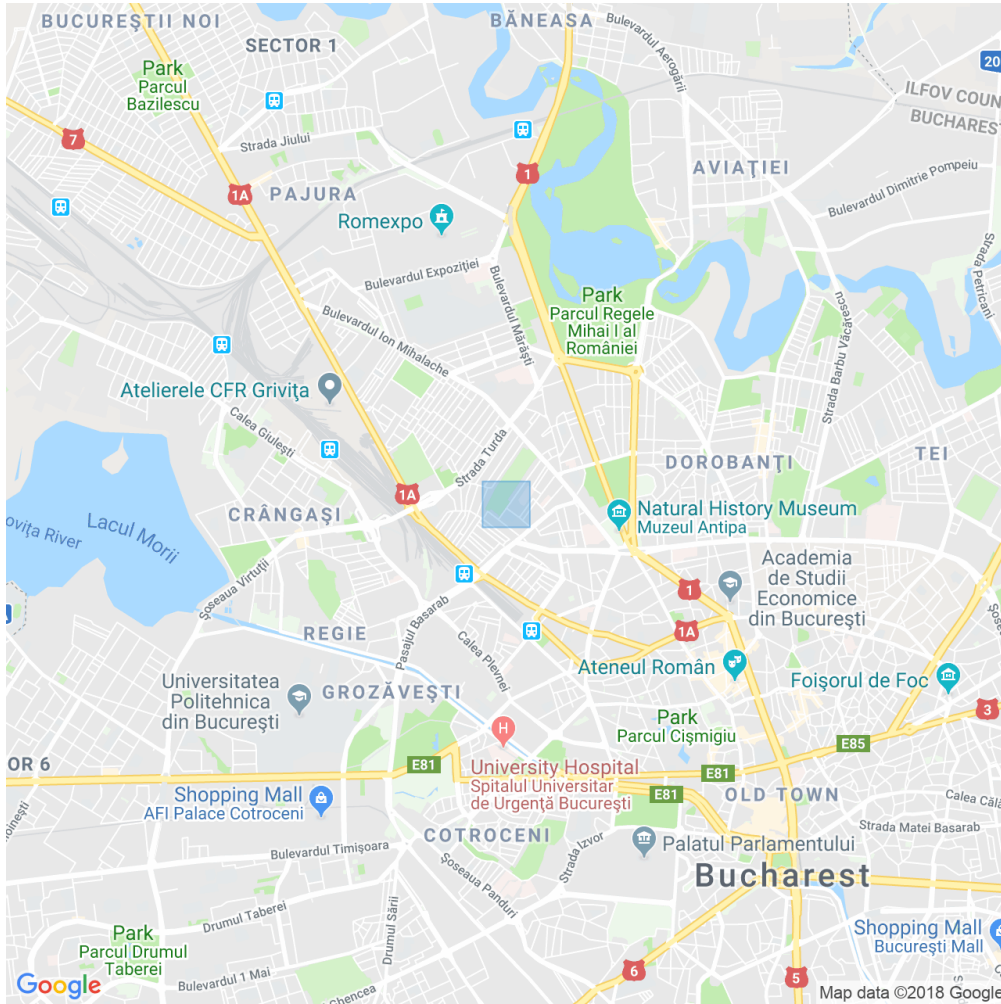 BUCUREȘTII NOI
BĂNEASA
SECTOR 1
Bulevardul Aerogării
20
Park
Parcul
Bazilescu
ILFOV COUN
BUCHAREST
7
Strada Jiului
1
AVIAȚIEI
Bulevardul Dimitrie Pompeiu
1A
PAJURA
Romexpo
Strada Petricani
Bulevardul Expoziției
Bulevardul Mărăști
Park
Parcul Regele
Mihai I al
României
Bulevardul Ion Mihalache
Strada Barbu Văcărescu
Atelierele CFR Grivița
Calea Giulești
Strada Turda
DOROBANȚI
TEI
1A
CRÂNGAȘI
Natural History Museum
Muzeul Antipa
Lacul Morii
ovița River
Academia
de Studii
Economice
din București
Șoseaua Virtuții
1
REGIE
Pasajul Basarab
1A
Calea Plevnei
Ateneul Român
Foișorul de Foc
Universitatea
Politehnica
din București
GROZĂVEȘTI
3
Park
Parcul Cișmigiu
H
E85
OR 6
E81
University Hospital
Spitalul Universitar
de Urgență București
E81
E81
OLD TOWN
Shopping Mall
AFI Palace Cotroceni
COTROCENI
Strada Izvor
Strada Matei Basarab
Palatul Parlamentului
Bulevardul Timișoara
Șoseaua Panduri
Bucharest
Drumul Taberei
Drumul Sării
Park
Parcul Drumul
Taberei
Shopping Mall
București Mall
6
5
Bulevardul 1 Mai
Ghencea
Google
Map data ©2018 Google